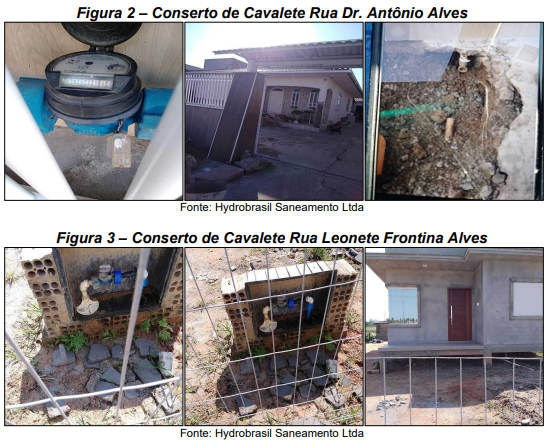 Figura 2 – Conserto de Cavalete Rua Dr. Antônio Alves
Fonte: Hydrobrasil Saneamento Ltda
Figura 3 – Conserto de Cavalete Rua Leonete Frontina Alves
Fonte: Hydrobrasil Saneamento Ltda